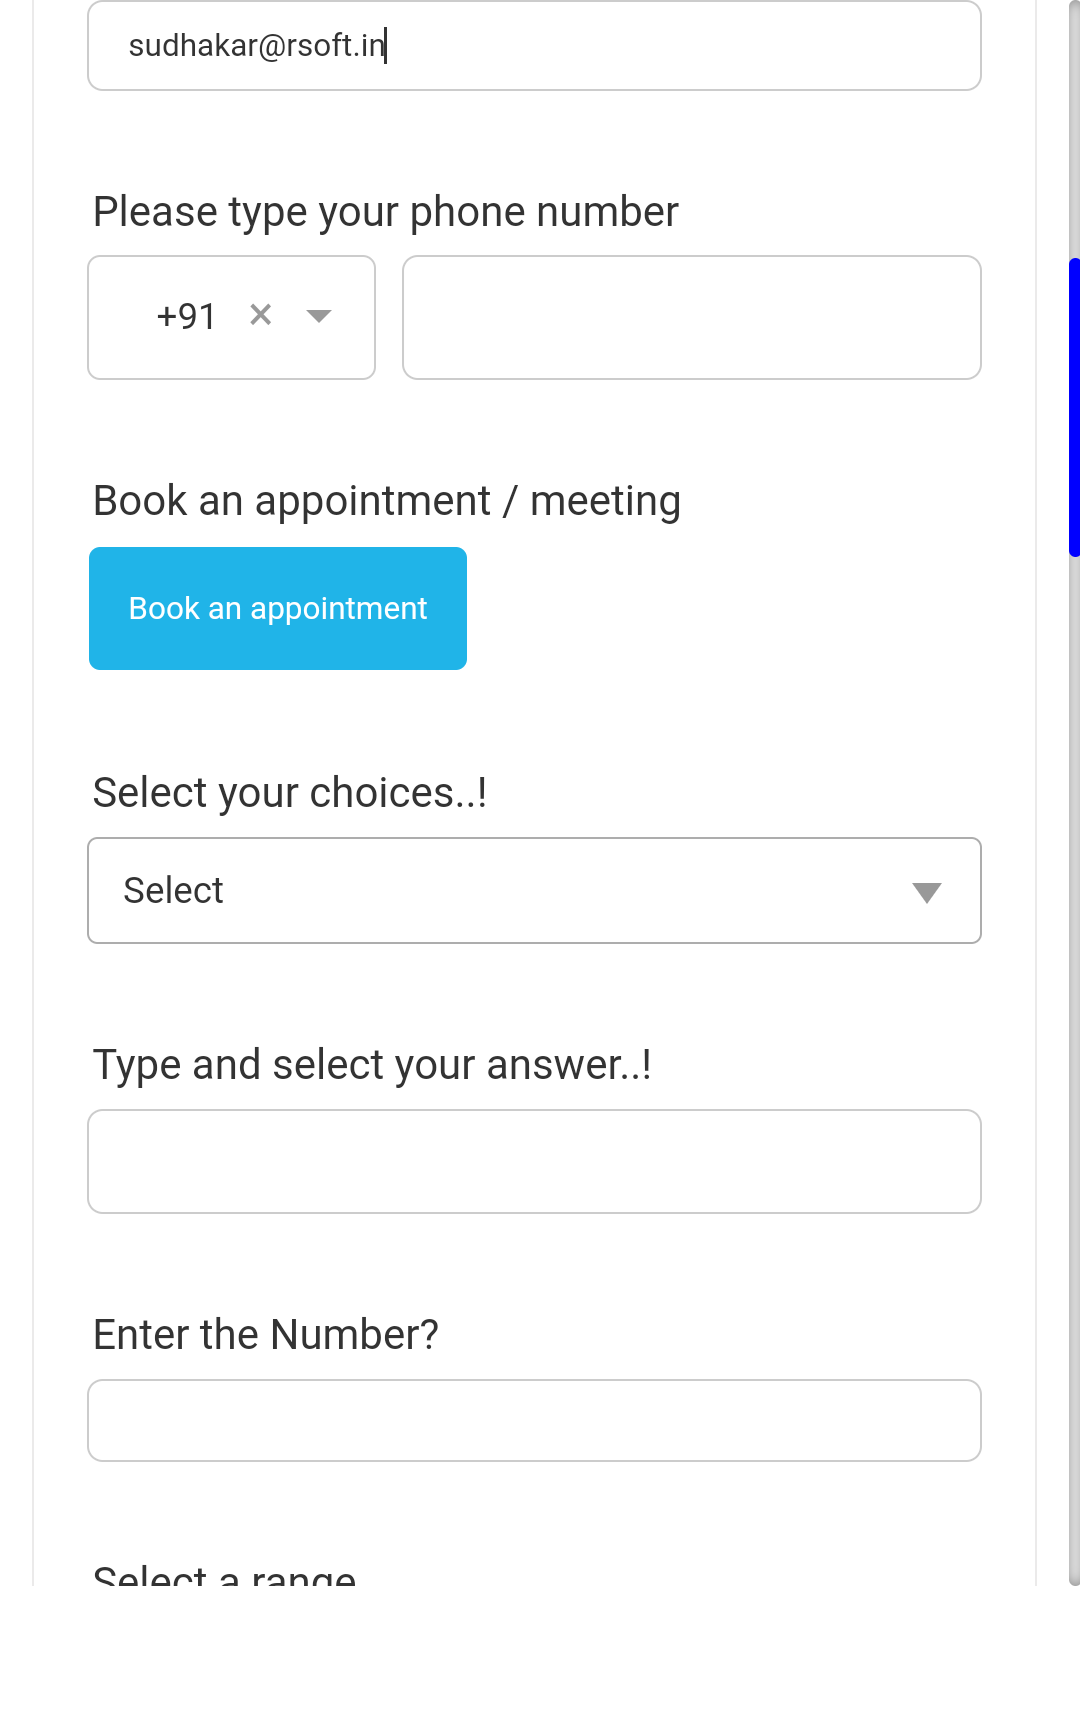 sudhakar@rsoft.in
Please type your phone number
+91
Book an appointment / meeting
Book an appointment
Select your choices..!
Select
Type and select your answer..!
Enter the Number?
Select a range